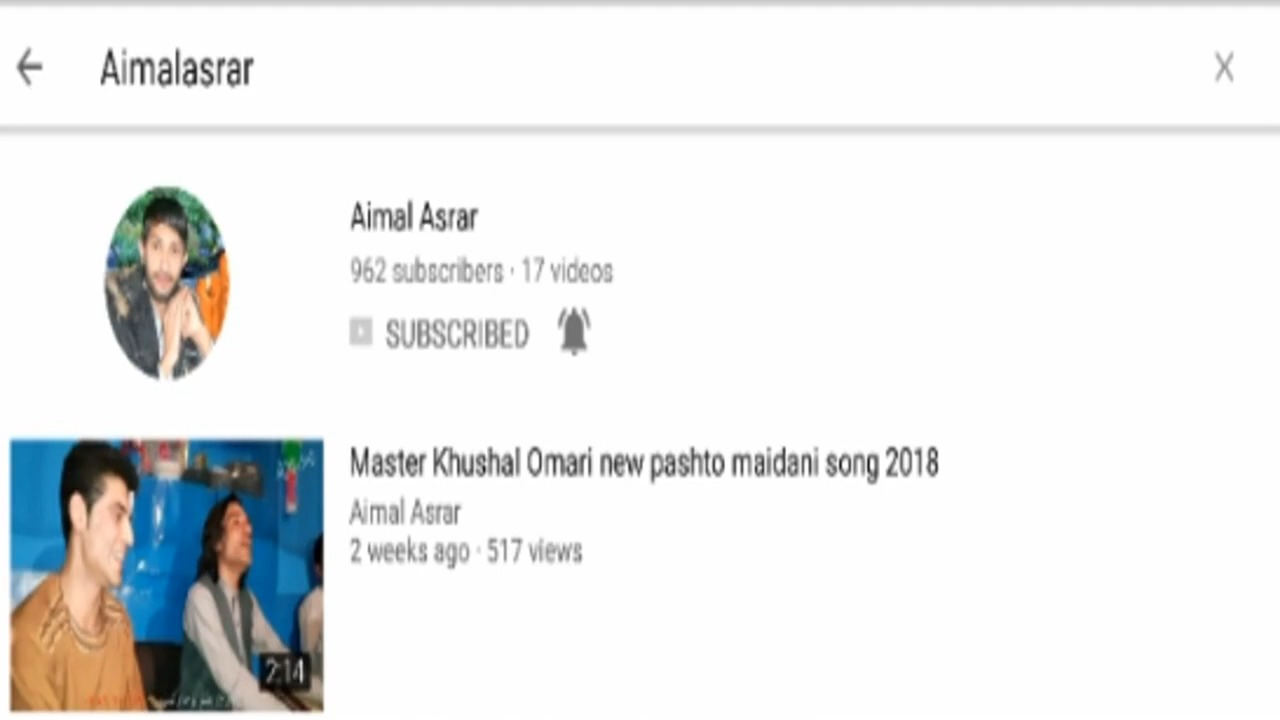 Aimalasrar
Aimal Asrar
962 subscribers · 17 videos
SUBSCRIBED
Master Khushal Omari new pashto maidani song 2018
Aimal Asrar
2 weeks ago · 517 views
2:14